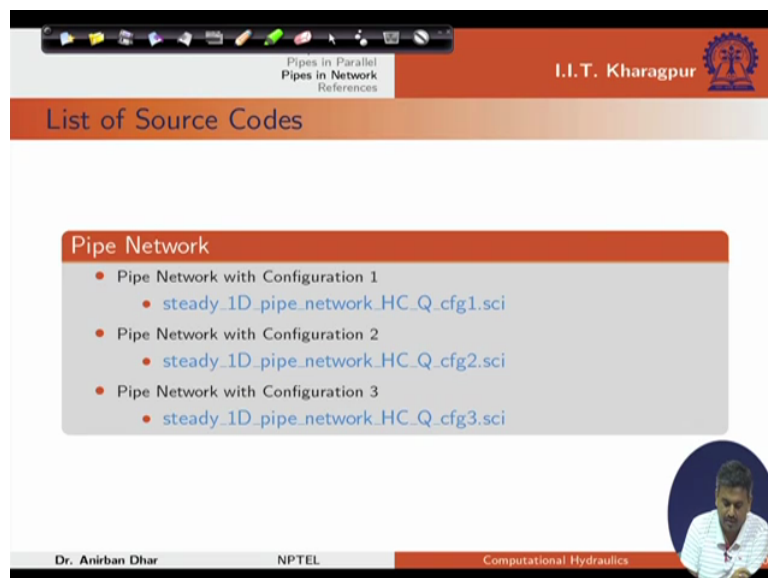 Pipes in Parallel
Pipes in Network
References
I.I.T. Kharagpur
List of Source Codes
Pipe Network
• Pipe Network with Configuration 1
• steady_1D_pipe_network_HC_Q_cfg1.sci
• Pipe Network with Configuration 2
• steady_1D_pipe_network_HC_Q_cfg2.sci
• Pipe Network with Configuration 3
• steady_1D_pipe_network_HC_Q_cfg3.sci
Dr. Anirban Dhar NPTEL Computational Hydraulics